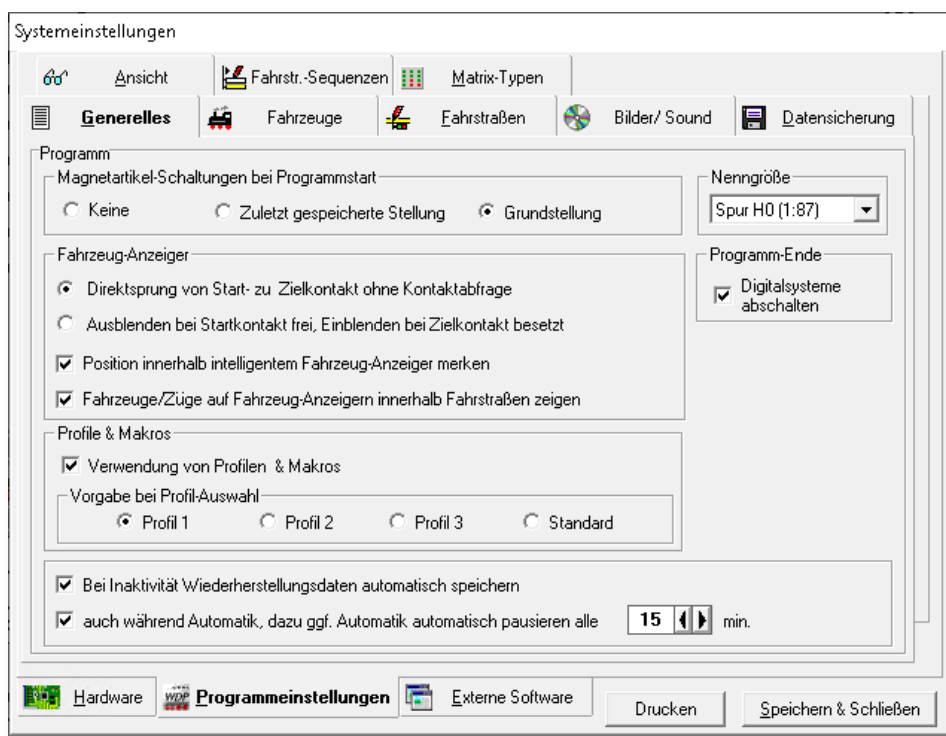 Systemeinstellungen
Ansicht Fahrstr.-Sequenzen Matrix-Typen
Generelles Fahrzeuge Fahrstraßen Bilder/ Sound Datensicherung
Programm
Magnetartikel-Schaltungen bei Programmstart
Keine Zuletzt gespeicherte Stellung Grundstellung
Nenngröße
Spur H0 (1:87)
Fahrzeug-Anzeiger
Direktsprung von Start- zu Zielkontakt ohne Kontaktabfrage
Ausblenden bei Startkontakt frei, Einblenden bei Zielkontakt besetzt
Position innerhalb intelligentem Fahrzeug-Anzeiger merken
Fahrzeuge/Züge auf Fahrzeug-Anzeigern innerhalb Fahrstraßen zeigen
Programm-Ende
Digitalsysteme
abschalten
Profile & Makros
Verwendung von Profilen & Makros
Vorgabe bei Profil-Auswahl
Profil 1 Profil 2 Profil 3 Standard
Bei Inaktivität Wiederherstellungsdaten automatisch speichern
auch während Automatik, dazu ggf. Automatik automatisch pausieren alle 15 min.
Hardware WDP Programmeinstellungen Externe Software
Drucken Speichern & Schließen